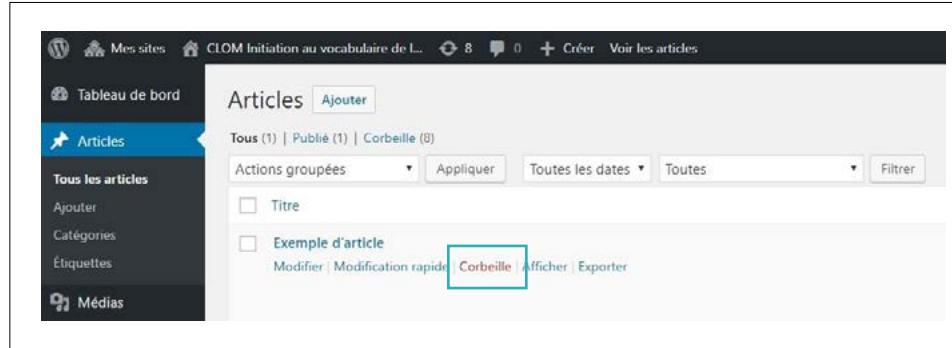 Mes sites CLOM Initiation au vocabulaire de l... 8 0 + Créer Voir les articles
Tableau de bord
Articles
Tous les articles
Ajouter
Catégories
Étiquettes
Médias
Articles Ajouter
Tous (1) | Publié (1) | Corbeille (8)
Actions groupées Appliquer Toutes les dates Toutes Filtrer
Titre
Exemple d'article
Modifier | Modification rapide | Corbeille | Afficher | Exporter